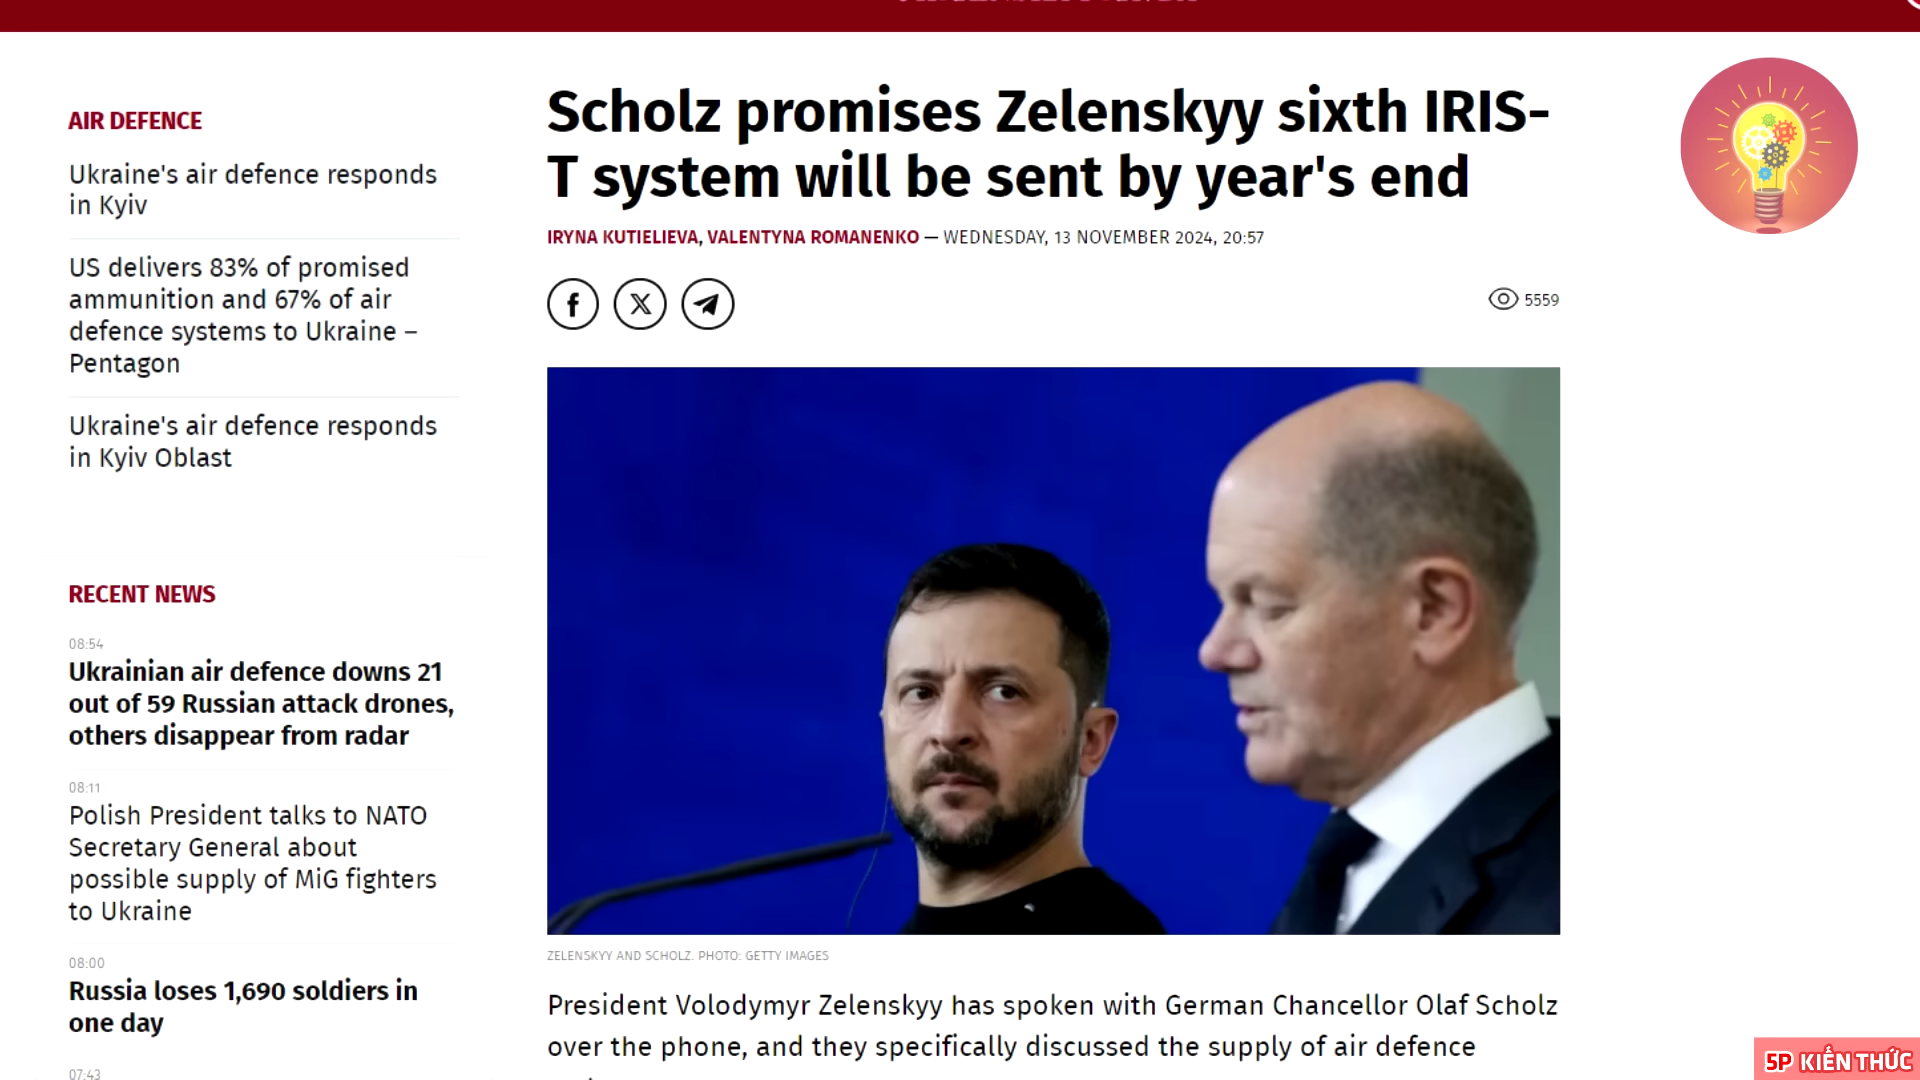 AIR DEFENCE
Ukraine's air defence responds
in Kyiv
US delivers 83% of promised
ammunition and 67% of air
defence systems to Ukraine –
Pentagon
Ukraine's air defence responds
in Kyiv Oblast
RECENT NEWS
08:54
Ukrainian air defence downs 21
out of 59 Russian attack drones,
others disappear from radar
08:11
Polish President talks to NATO
Secretary General about
possible supply of MiG fighters
to Ukraine
08:00
Russia loses 1,690 soldiers in
one day
07:43
Scholz promises Zelenskyy sixth IRIS-
T system will be sent by year's end
IRYNA KUTIELIEVA, VALENTYNA ROMANENKO — WEDNESDAY, 13 NOVEMBER 2024, 20:57
5559
ZELENSKYY AND SCHOLZ. PHOTO: GETTY IMAGES
President Volodymyr Zelenskyy has spoken with German Chancellor Olaf Scholz
over the phone, and they specifically discussed the supply of air defence
5P KIẾN THỨC